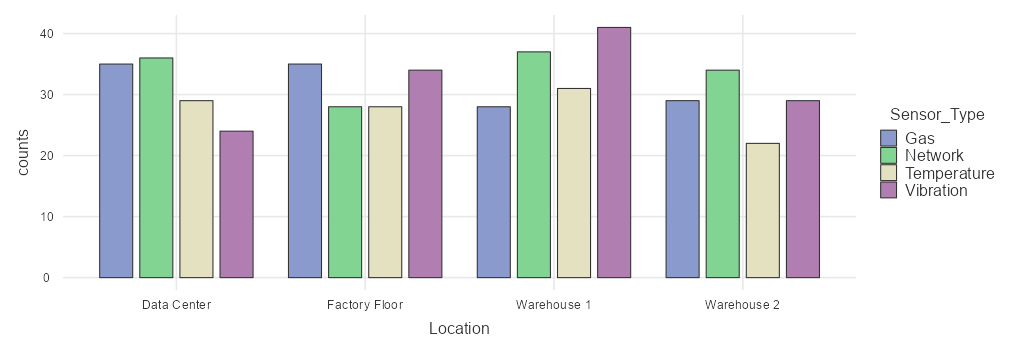 40
30
20
10
0
counts
Data Center
Factory Floor
Warehouse 1
Warehouse 2
Location
Sensor_Type
Gas
Network
Temperature
Vibration